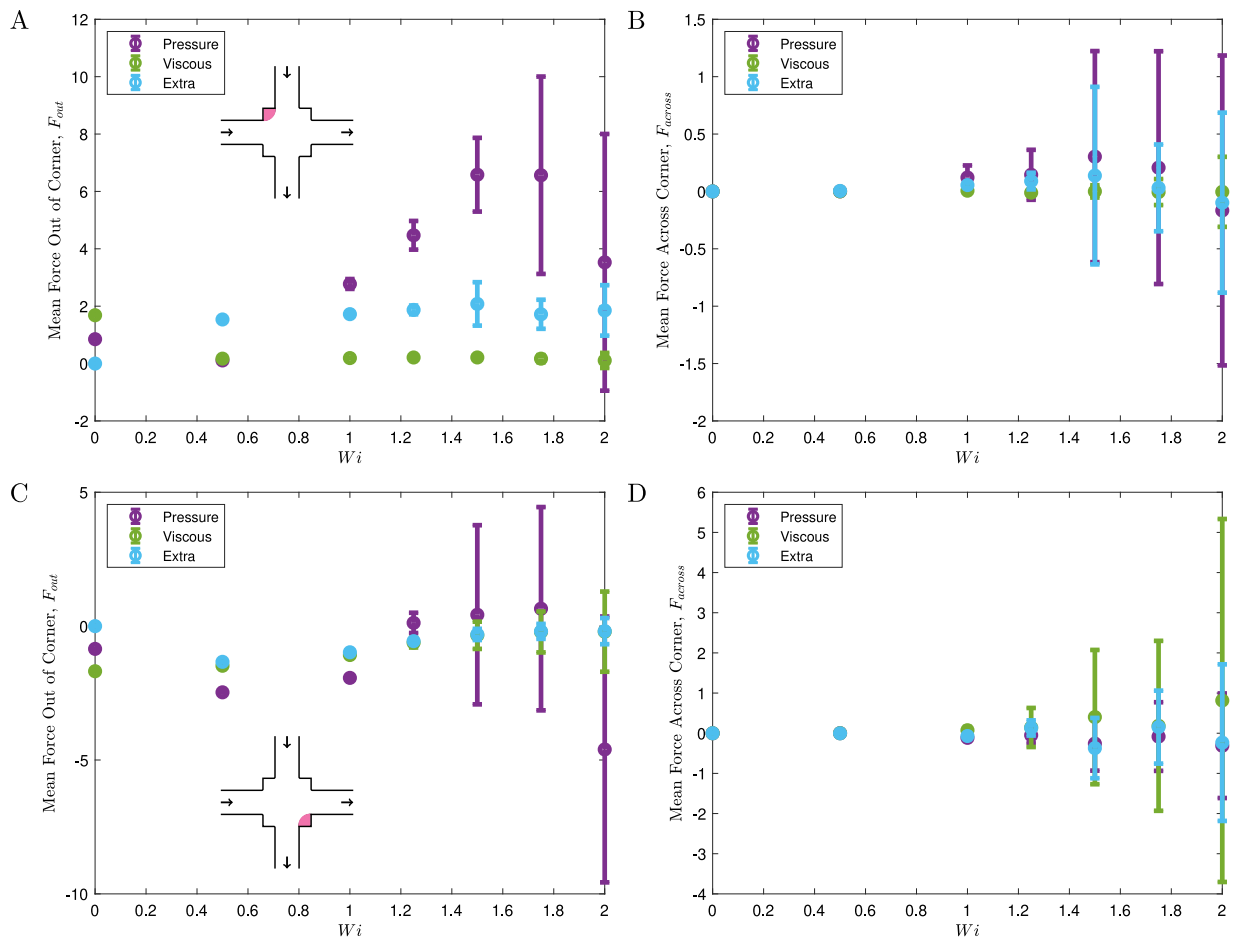 A
Pressure
Viscous
Extra
Mean Force Out of Corner, F_out
12
10
8
6
4
2
0
-2
0 0.2 0.4 0.6 0.8 1 1.2 1.4 1.6 1.8 2
Wi
B
Pressure
Viscous
Extra
Mean Force Across Corner, F_across
1.5
1
0.5
0
-0.5
-1
-1.5
-2
0 0.2 0.4 0.6 0.8 1 1.2 1.4 1.6 1.8 2
Wi
C
Pressure
Viscous
Extra
Mean Force Out of Corner, F_out
5
0
-5
-10
0 0.2 0.4 0.6 0.8 1 1.2 1.4 1.6 1.8 2
Wi
D
Pressure
Viscous
Extra
Mean Force Across Corner, F_across
6
5
4
3
2
1
0
-1
-2
-3
-4
0 0.2 0.4 0.6 0.8 1 1.2 1.4 1.6 1.8 2
Wi